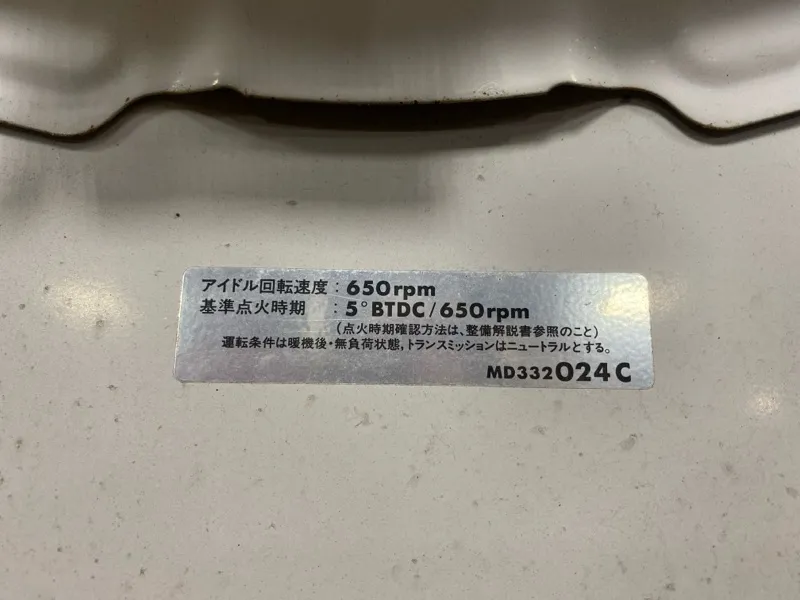 アイドル回転速度 : 650rpm
基準点火時期 : 5°BTDC/650rpm
(点火時期確認方法は、整備解説書参照のこと)
運転条件は暖機後・無負荷状態,トランスミッションはニュートラルとする。
MD332024C